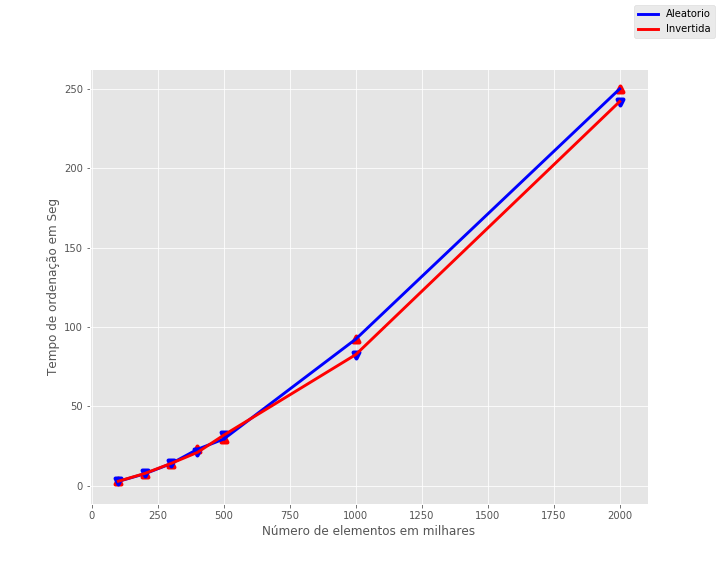 Aleatorio
Invertida
250
200
150
100
50
0
Tempo de ordenação em Seg
0 250 500 750 1000 1250 1500 1750 2000
Número de elementos em milhares